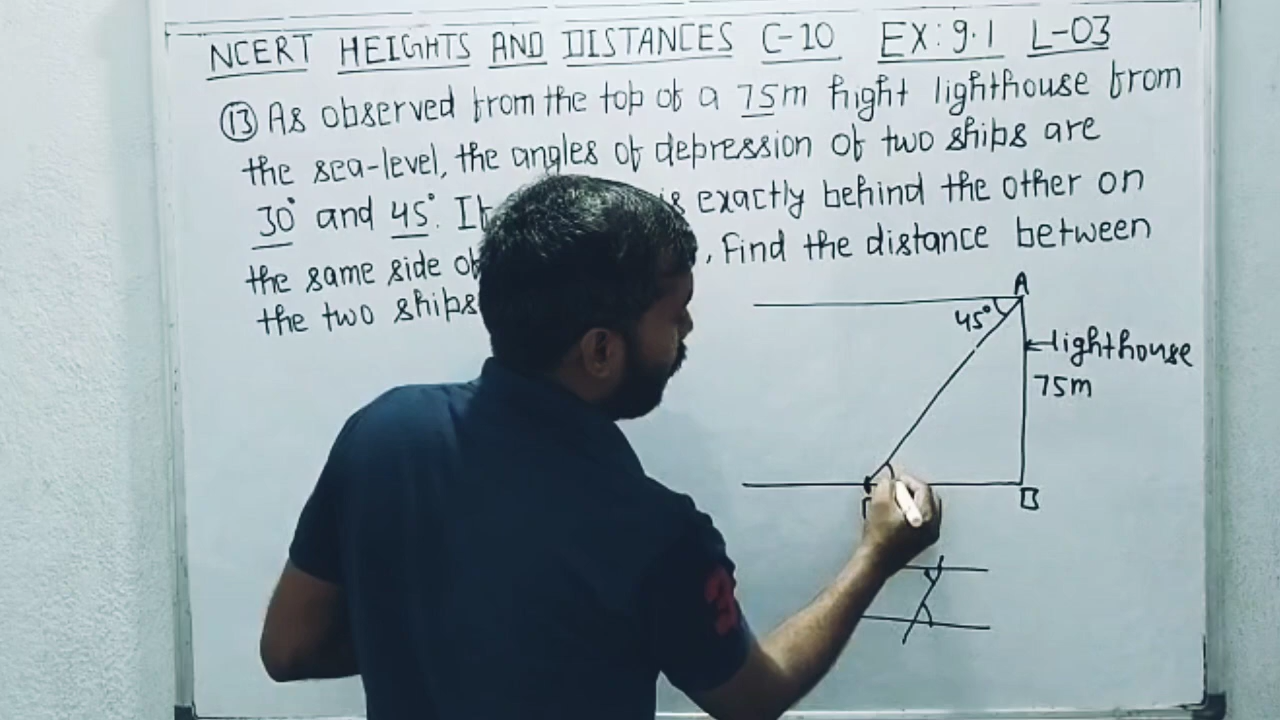 NCERT HEIGHTS AND DISTANCES C-10 EX: 9.1 L-03
(13) As observed from the top of a 75m hight lighthouse from
the sea-level, the angles of depression of two ships are
30° and 45°. If is exactly behind the other on
the same side of , find the distance between
the two ships
A
45°
lighthouse
75m
B
3